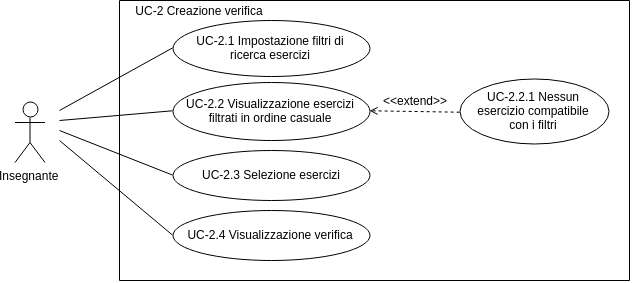 UC-2 Creazione verifica
UC-2.1 Impostazione filtri di
ricerca esercizi
UC-2.2 Visualizzazione esercizi
filtrati in ordine casuale
<<extend>>
UC-2.2.1 Nessun
esercizio compatibile
con i filtri
Insegnante
UC-2.3 Selezione esercizi
UC-2.4 Visualizzazione verifica